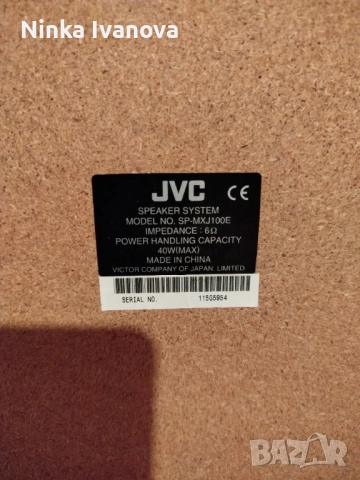 Ninka Ivanova
JVC CE
SPEAKER SYSTEM
MODEL NO. SP-MXJ100E
IMPEDANCE : 6Ω
POWER HANDLING CAPACITY
40W(MAX)
MADE IN CHINA
VICTOR COMPANY OF JAPAN, LIMITED
SERIAL NO. 115G5954
BAZAR
bg